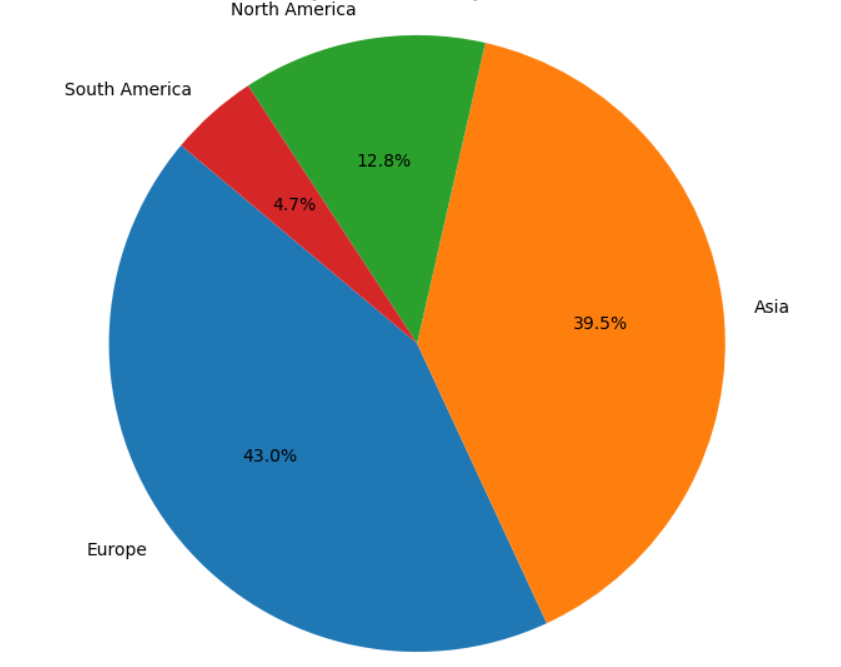 North America
South America
12.8%
4.7%
Asia
39.5%
43.0%
Europe